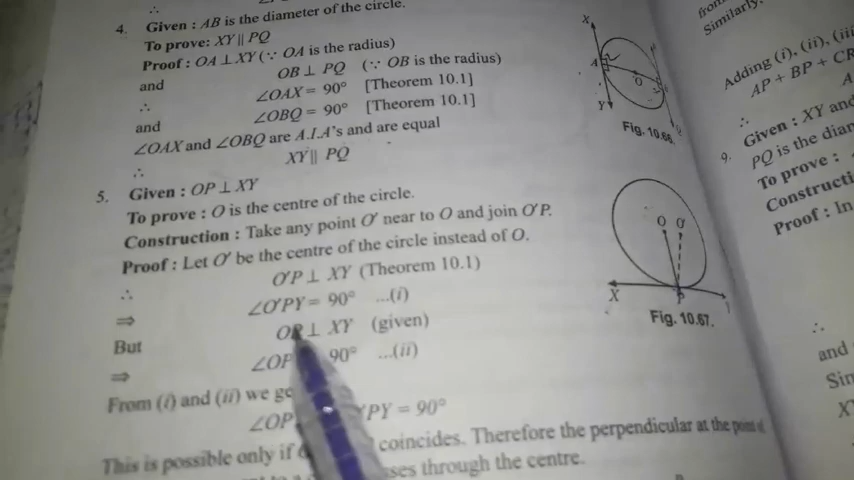 4. Given : AB is the diameter of the circle.
To prove: XY || PQ
Proof : OA ⊥ XY (∵ OA is the radius)
and OB ⊥ PQ (∵ OB is the radius)
∴ ∠OAX = 90° [Theorem 10.1]
and ∠OBQ = 90° [Theorem 10.1]
∠OAX and ∠OBQ are A.I.A's and are equal
∴ XY || PQ
5. Given : OP ⊥ XY
To prove : O is the centre of the circle.
Construction : Take any point O' near to O and join O'P.
Proof : Let O' be the centre of the circle instead of O.
∴ O'P ⊥ XY (Theorem 10.1)
⇒ ∠O'PY = 90° ...(i)
But OP ⊥ XY (given)
⇒ ∠OP 90° ...(ii)
From (i) and (ii) we ge
∠OP PY = 90°
This is possible only if coincides. Therefore the perpendicular at the point of
ses through the centre.
X
A
O
Y
Fig. 10.66.
O O'
X P
Fig. 10.67.
from
Similarly,
Adding (i), (ii), (iii
AP + BP + CR
∴
9. Given : XY and
PQ is the diam
To prove :
Constructi
Proof : In
∴
and
Sim
XY